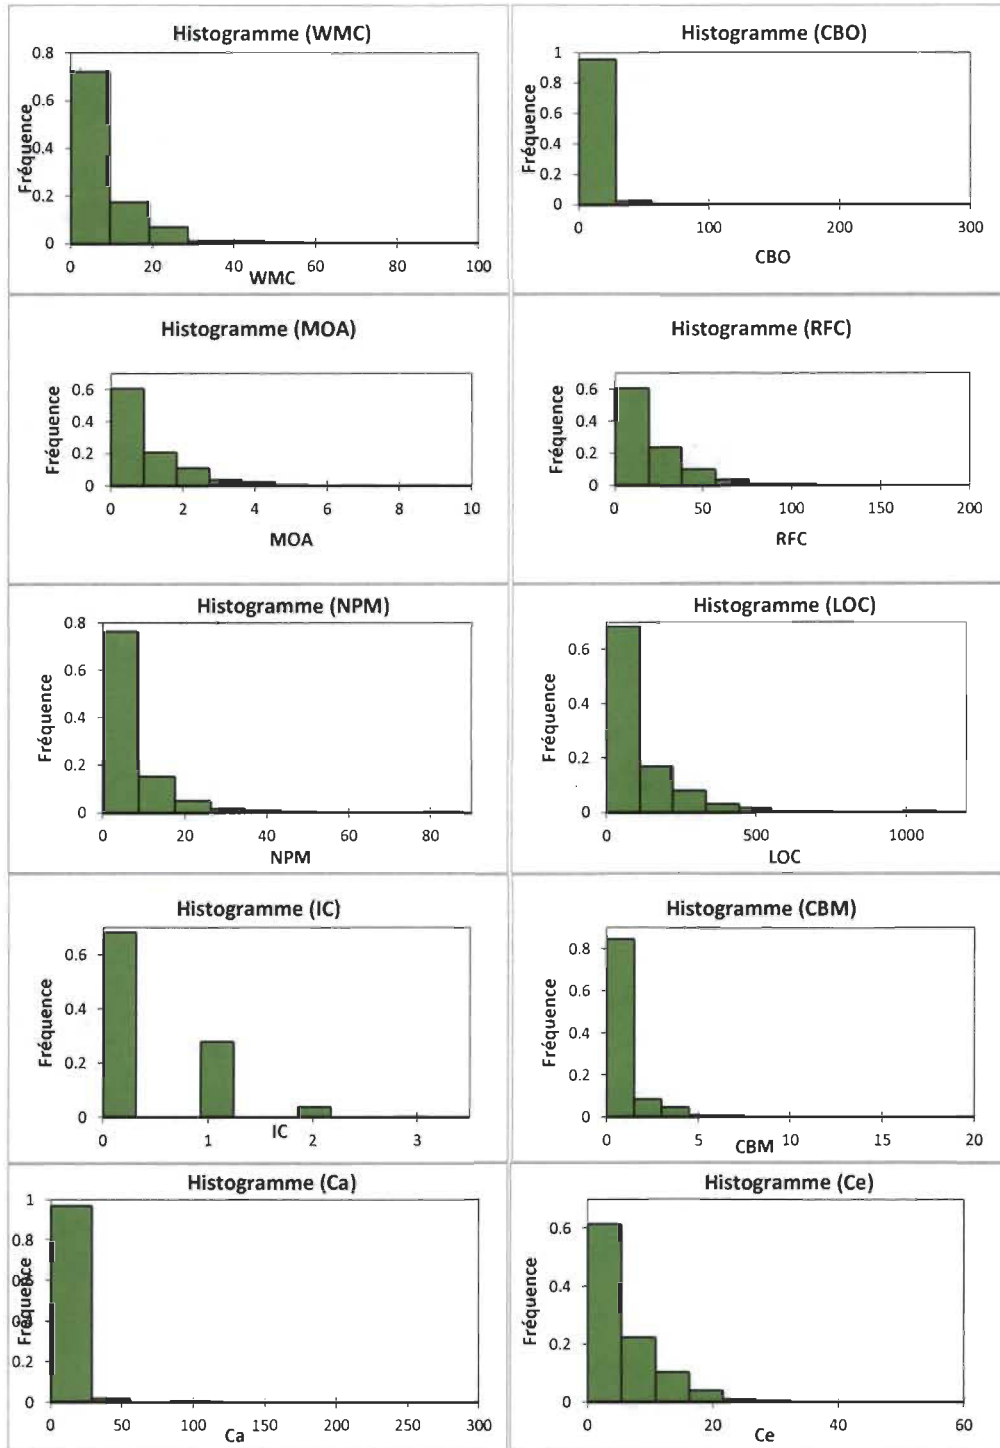 Histogramme (WMC)
0.8
0.6
0.4
0.2
0
Fréquence
0 20 40 60 80 100
WMC
Histogramme (CBO)
1
0.8
0.6
0.4
0.2
0
Fréquence
0 100 200 300
CBO
Histogramme (MOA)
0.6
0.4
0.2
0
Fréquence
0 2 4 6 8 10
MOA
Histogramme (RFC)
0.6
0.4
0.2
0
Fréquence
0 50 100 150 200
RFC
Histogramme (NPM)
0.8
0.6
0.4
0.2
0
Fréquence
0 20 40 60 80
NPM
Histogramme (LOC)
0.6
0.4
0.2
0
Fréquence
0 500 1000
LOC
Histogramme (IC)
0.6
0.4
0.2
0
Fréquence
0 1 2 3
IC
Histogramme (CBM)
0.8
0.6
0.4
0.2
0
Fréquence
0 5 10 15 20
CBM
Histogramme (Ca)
1
0.8
0.6
0.4
0.2
0
Fréquence
0 50 100 150 200 250 300
Ca
Histogramme (Ce)
0.6
0.4
0.2
0
Fréquence
0 20 40 60
Ce